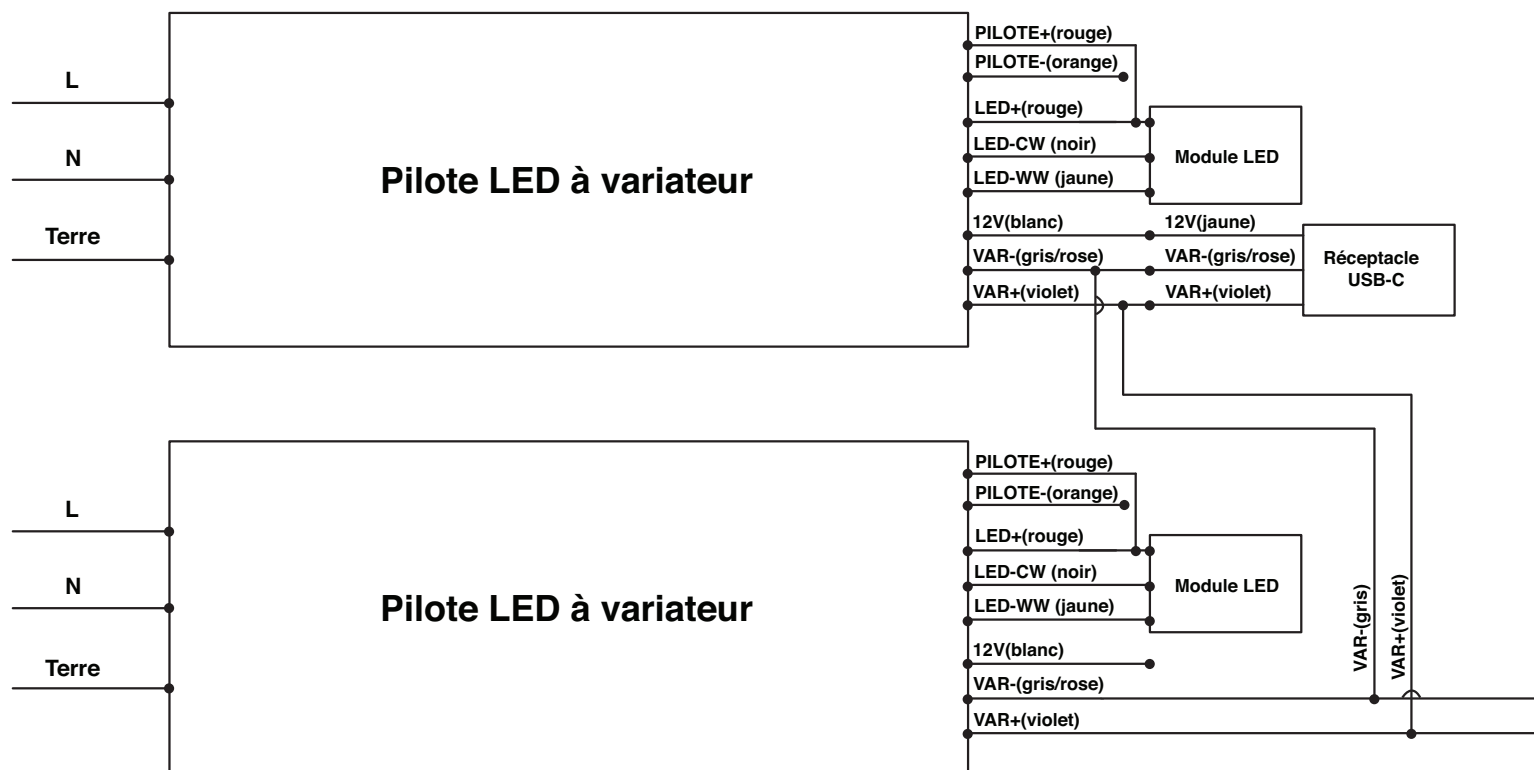 L
N
Terre
Pilote LED à variateur
PILOTE+(rouge)
PILOTE-(orange)
LED+(rouge)
LED-CW (noir)
LED-WW (jaune)
12V(blanc)
VAR-(gris/rose)
VAR+(violet)
Module LED
12V(jaune)
VAR-(gris/rose)
VAR+(violet)
Réceptacle
USB-C
L
N
Terre
Pilote LED à variateur
PILOTE+(rouge)
PILOTE-(orange)
LED+(rouge)
LED-CW (noir)
LED-WW (jaune)
12V(blanc)
VAR-(gris/rose)
VAR+(violet)
Module LED
VAR-(gris)
VAR+(violet)